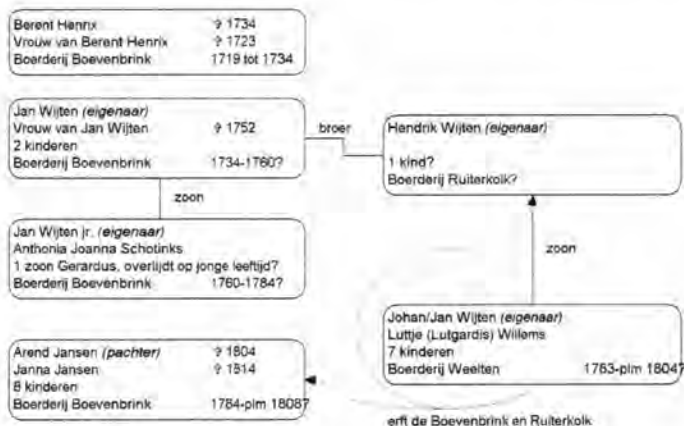 Berent Henrix ✞ 1734
Vrouw van Berent Henrix ✞ 1723
Boerderij Boevenbrink 1719 tot 1734
Jan Wijten (eigenaar)
Vrouw van Jan Wijten ✞ 1752
2 kinderen
Boerderij Boevenbrink 1734-1760?
broer
Hendrik Wijten (eigenaar)
1 kind?
Boerderij Ruiterkolk?
zoon
Jan Wijten jr. (eigenaar)
Anthonia Joanna Schotinks
1 zoon Gerardus, overlijdt op jonge leeftijd?
Boerderij Boevenbrink 1760-1784?
zoon
Johan/Jan Wijten (eigenaar)
Luttje (Lutgardis) Willems
7 kinderen
Boerderij Weelten 1763-plm 1804?
Arend Jansen (pachter) ✞ 1804
Janna Jansen ✞ 1814
8 kinderen
Boerderij Boevenbrink 1784-plm 1808?
erft de Boevenbrink en Ruiterkolk